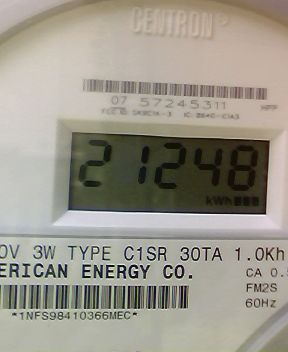 CENTRON®
07 57245311
21248
kWh
0V 3W TYPE C1SR 30TA 1.0Kh
ERICAN ENERGY CO.
CA 0.5
FM2S
60Hz
*1NFS98410366MEC*